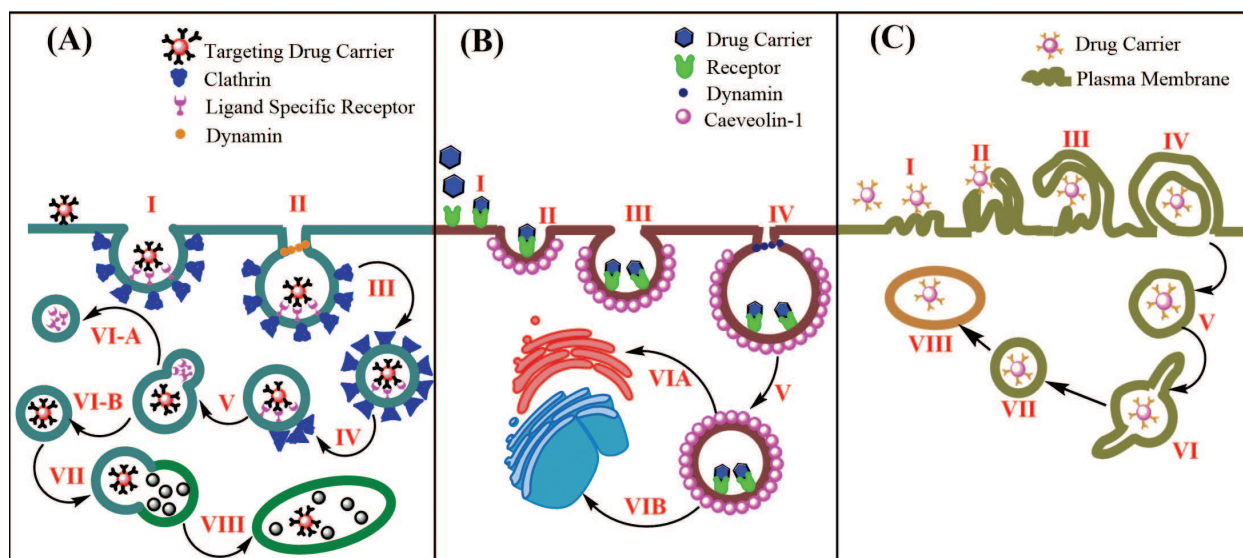 (A)
Targeting Drug Carrier
Clathrin
Ligand Specific Receptor
Dynamin
I
II
III
IV
V
VI-A
VI-B
VII
VIII
(B)
Drug Carrier
Receptor
Dynamin
Caeveolin-1
I
II
III
IV
V
VIA
VIB
(C)
Drug Carrier
Plasma Membrane
I
II
III
IV
V
VI
VII
VIII